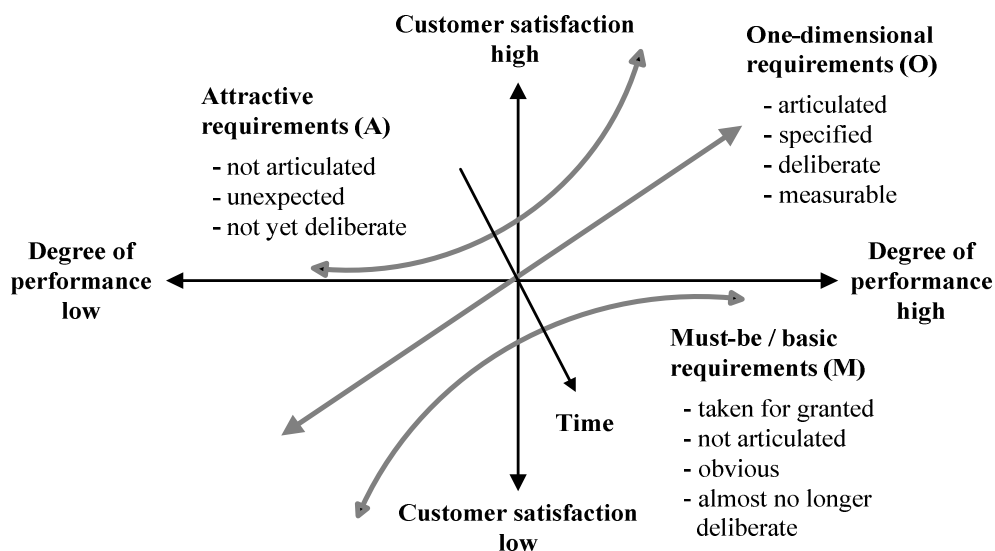 Customer satisfaction
high
One-dimensional
requirements (O)
- articulated
- specified
- deliberate
- measurable
Attractive
requirements (A)
- not articulated
- unexpected
- not yet deliberate
Degree of
performance
low
Degree of
performance
high
Must-be / basic
requirements (M)
- taken for granted
- not articulated
- obvious
- almost no longer
deliberate
Time
Customer satisfaction
low